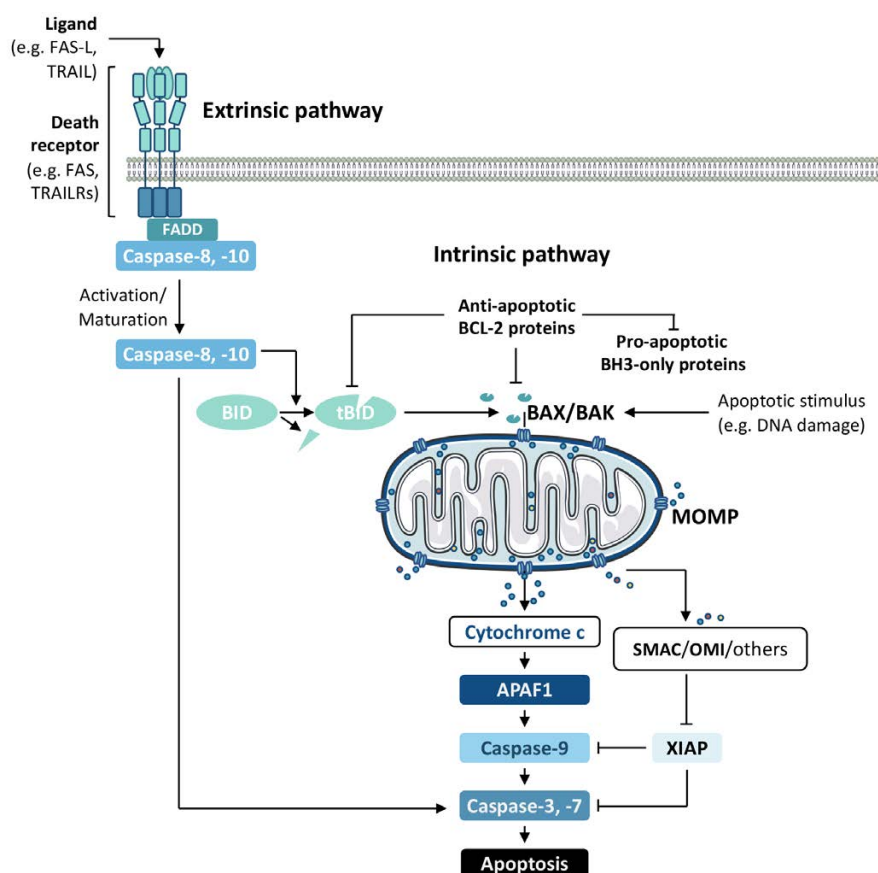 Ligand
(e.g. FAS-L,
TRAIL)
Extrinsic pathway
Death
receptor
(e.g. FAS,
TRAILRs)
FADD
Caspase-8, -10
Intrinsic pathway
Activation/
Maturation
Anti-apoptotic
BCL-2 proteins
Pro-apoptotic
BH3-only proteins
Caspase-8, -10
BID
tBID
BAX/BAK
Apoptotic stimulus
(e.g. DNA damage)
MOMP
Cytochrome c
SMAC/OMI/others
APAF1
Caspase-9
XIAP
Caspase-3, -7
Apoptosis